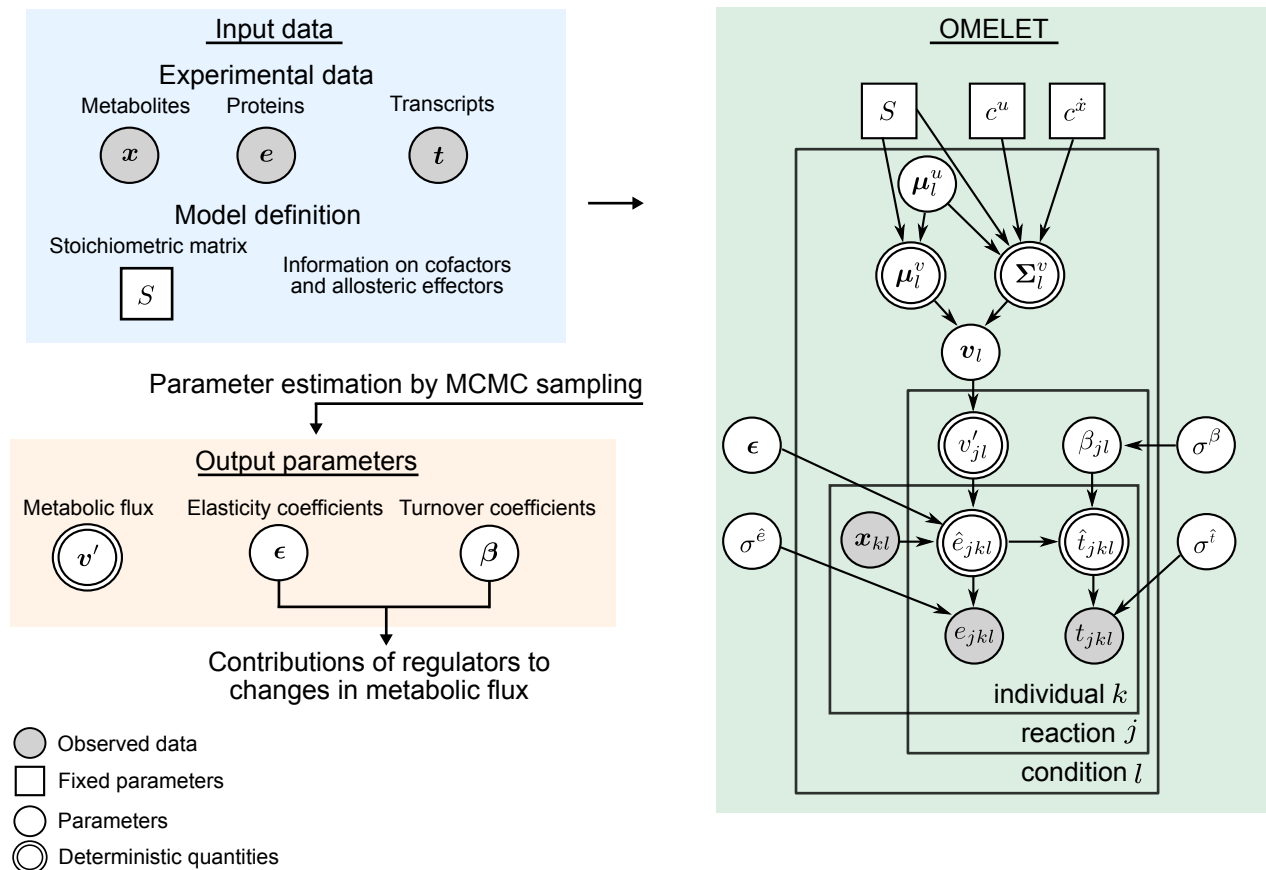 Input data
Experimental data
Metabolites Proteins Transcripts
x e t
Model definition
Stoichiometric matrix
Information on cofactors
and allosteric effectors
S
Parameter estimation by MCMC sampling
Output parameters
Metabolic flux Elasticity coefficients Turnover coefficients
v′ ϵ β
Contributions of regulators to
changes in metabolic flux
Observed data
Fixed parameters
Parameters
Deterministic quantities
OMELET
S c^u c^ẋ
μ_l^u
μ_l^v Σ_l^v
v_l
ϵ v′_jl β_jl σ^β
σ^ê x_kl ê_jkl t̂_jkl σ^t̂
e_jkl t_jkl
individual k
reaction j
condition l